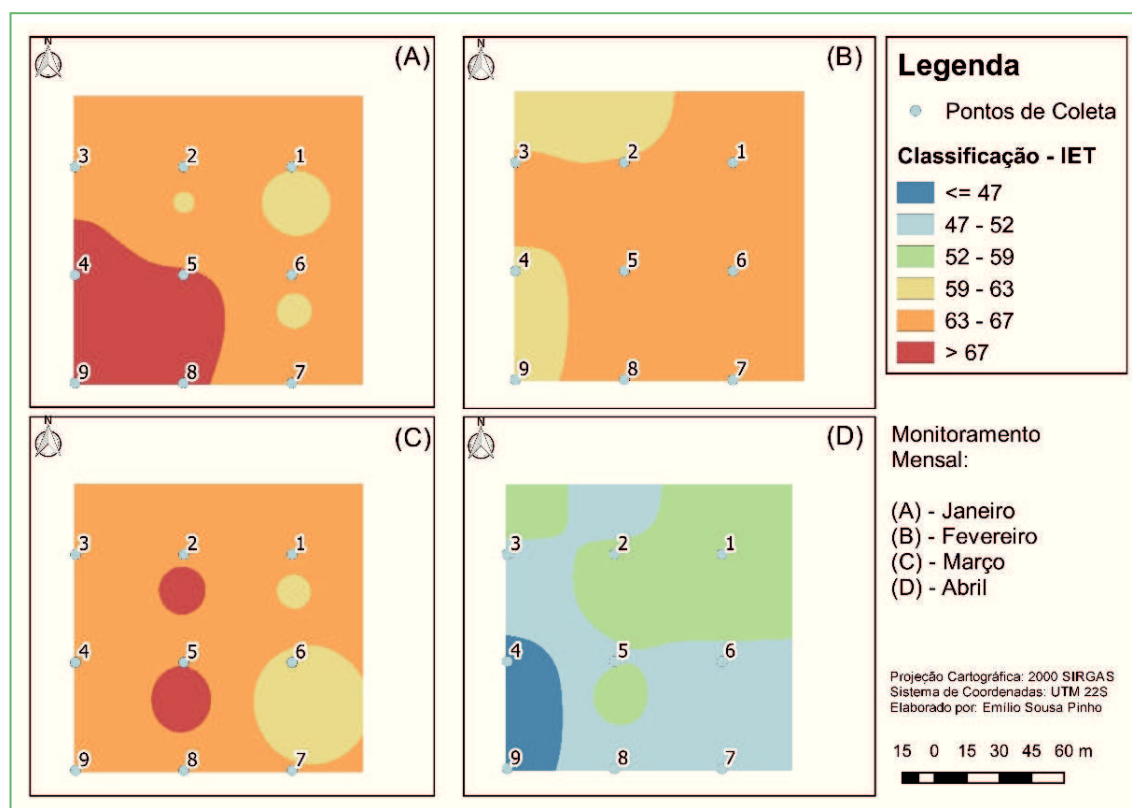 N
(A)
3 2 1
4 5 6
9 8 7
N
(B)
3 2 1
4 5 6
9 8 7
Legenda
Pontos de Coleta
Classificação - IET
<= 47
47 - 52
52 - 59
59 - 63
63 - 67
> 67
N
(C)
3 2 1
4 5 6
9 8 7
N
(D)
3 2 1
4 5 6
9 8 7
Monitoramento
Mensal:
(A) - Janeiro
(B) - Fevereiro
(C) - Março
(D) - Abril
Projeção Cartográfica: 2000 SIRGAS
Sistema de Coordenadas: UTM 22S
Elaborado por: Emílio Sousa Pinho
15 0 15 30 45 60 m